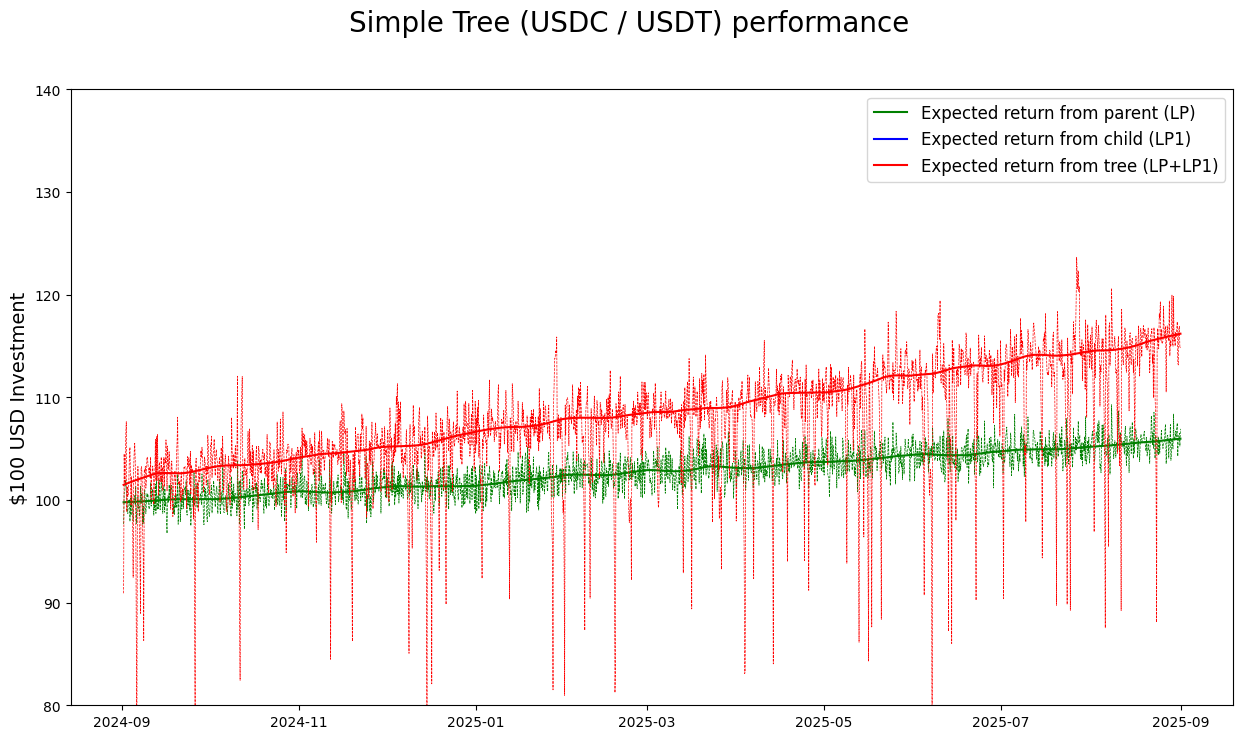 Simple Tree (USDC / USDT) performance
140
130
120
110
100
90
80
$100 USD Investment
Expected return from parent (LP)
Expected return from child (LP1)
Expected return from tree (LP+LP1)
2024-09
2024-11
2025-01
2025-03
2025-05
2025-07
2025-09